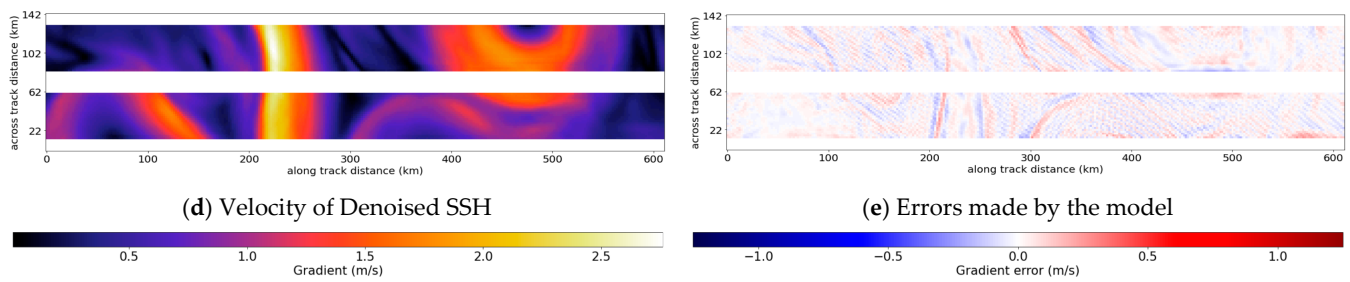 142
102
62
22
across track distance (km)
0 100 200 300 400 500 600
along track distance (km)
(d) Velocity of Denoised SSH
0.5 1.0 1.5 2.0 2.5
Gradient (m/s)
142
102
62
22
across track distance (km)
0 100 200 300 400 500 600
along track distance (km)
(e) Errors made by the model
−1.0 −0.5 0.0 0.5 1.0
Gradient error (m/s)